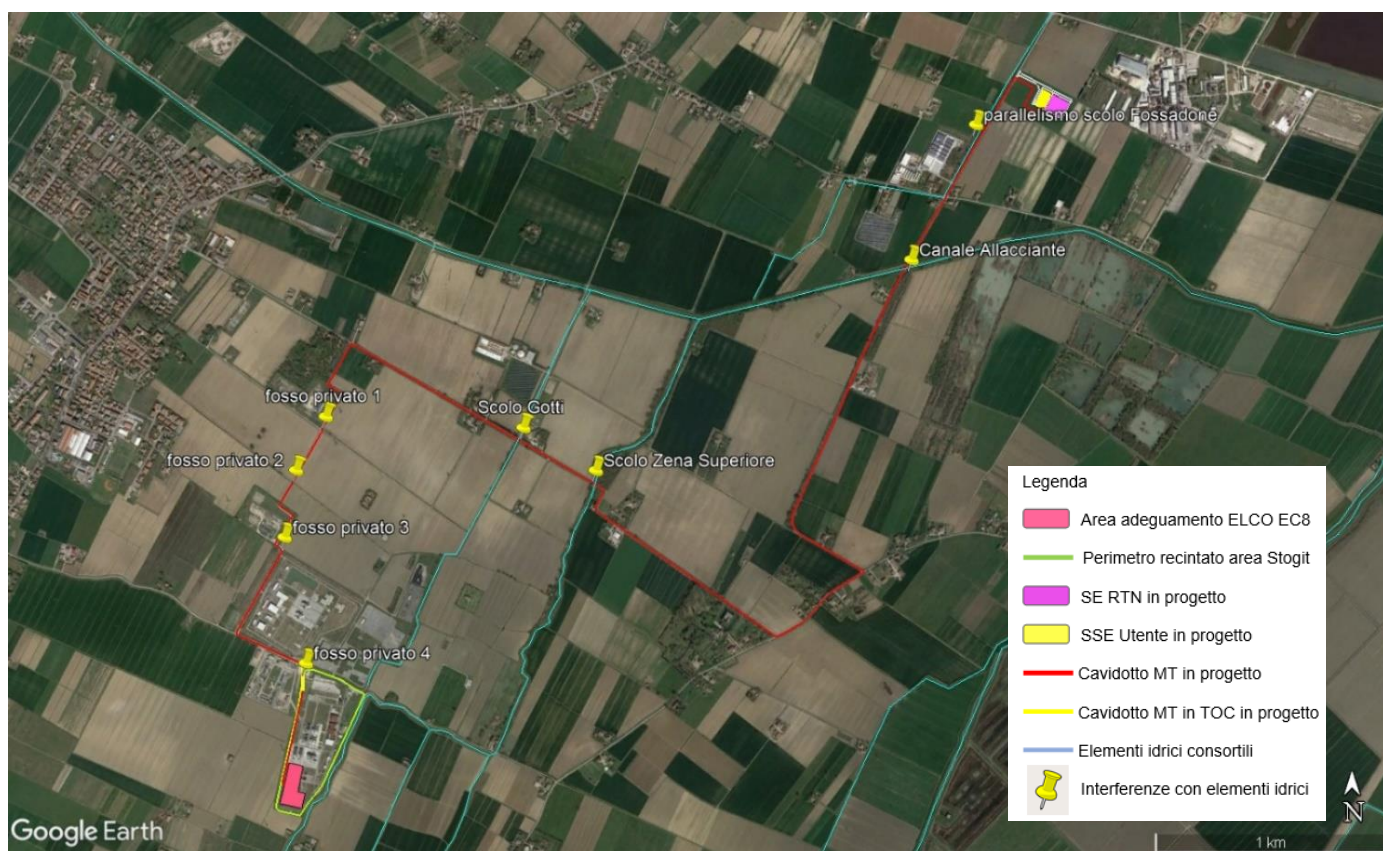 parallelismo scolo Fossadone
Canale Allacciante
fosso privato 1
Scolo Gotti
fosso privato 2
Scolo Zena Superiore
fosso privato 3
fosso privato 4
Legenda
Area adeguamento ELCO EC8
Perimetro recintato area Stogit
SE RTN in progetto
SSE Utente in progetto
Cavidotto MT in progetto
Cavidotto MT in TOC in progetto
Elementi idrici consortili
Interferenze con elementi idrici
N
Google Earth
1 km